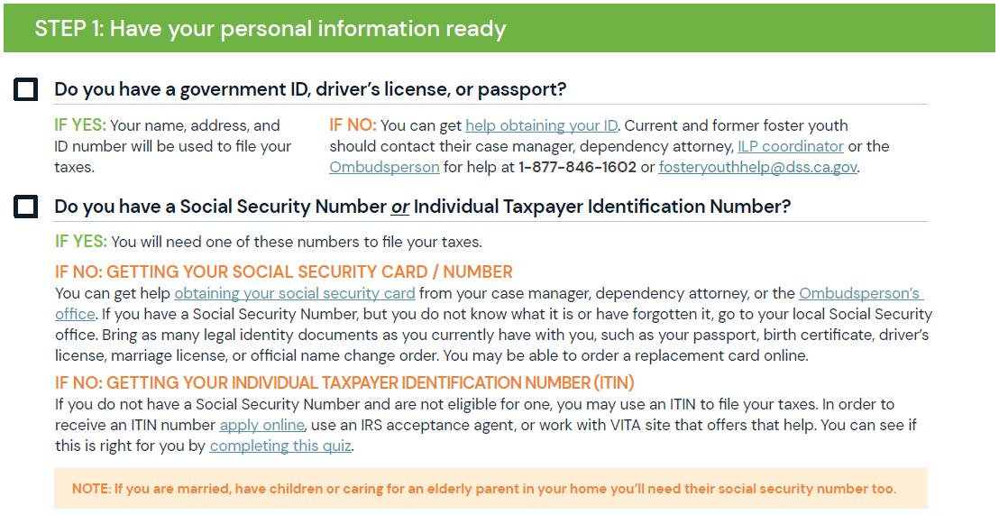 STEP 1: Have your personal information ready
Do you have a government ID, driver’s license, or passport?
IF YES: Your name, address, and
ID number will be used to file your
taxes.
IF NO: You can get help obtaining your ID. Current and former foster youth
should contact their case manager, dependency attorney, ILP coordinator or the
Ombudsperson for help at 1-877-846-1602 or fosteryouthhelp@dss.ca.gov.
Do you have a Social Security Number or Individual Taxpayer Identification Number?
IF YES: You will need one of these numbers to file your taxes.
IF NO: GETTING YOUR SOCIAL SECURITY CARD / NUMBER
You can get help obtaining your social security card from your case manager, dependency attorney, or the Ombudsperson’s
office. If you have a Social Security Number, but you do not know what it is or have forgotten it, go to your local Social Security
office. Bring as many legal identity documents as you currently have with you, such as your passport, birth certificate, driver’s
license, marriage license, or official name change order. You may be able to order a replacement card online.
IF NO: GETTING YOUR INDIVIDUAL TAXPAYER IDENTIFICATION NUMBER (ITIN)
If you do not have a Social Security Number and are not eligible for one, you may use an ITIN to file your taxes. In order to
receive an ITIN number apply online, use an IRS acceptance agent, or work with VITA site that offers that help. You can see if
this is right for you by completing this quiz.
NOTE: If you are married, have children or caring for an elderly parent in your home you’ll need their social security number too.